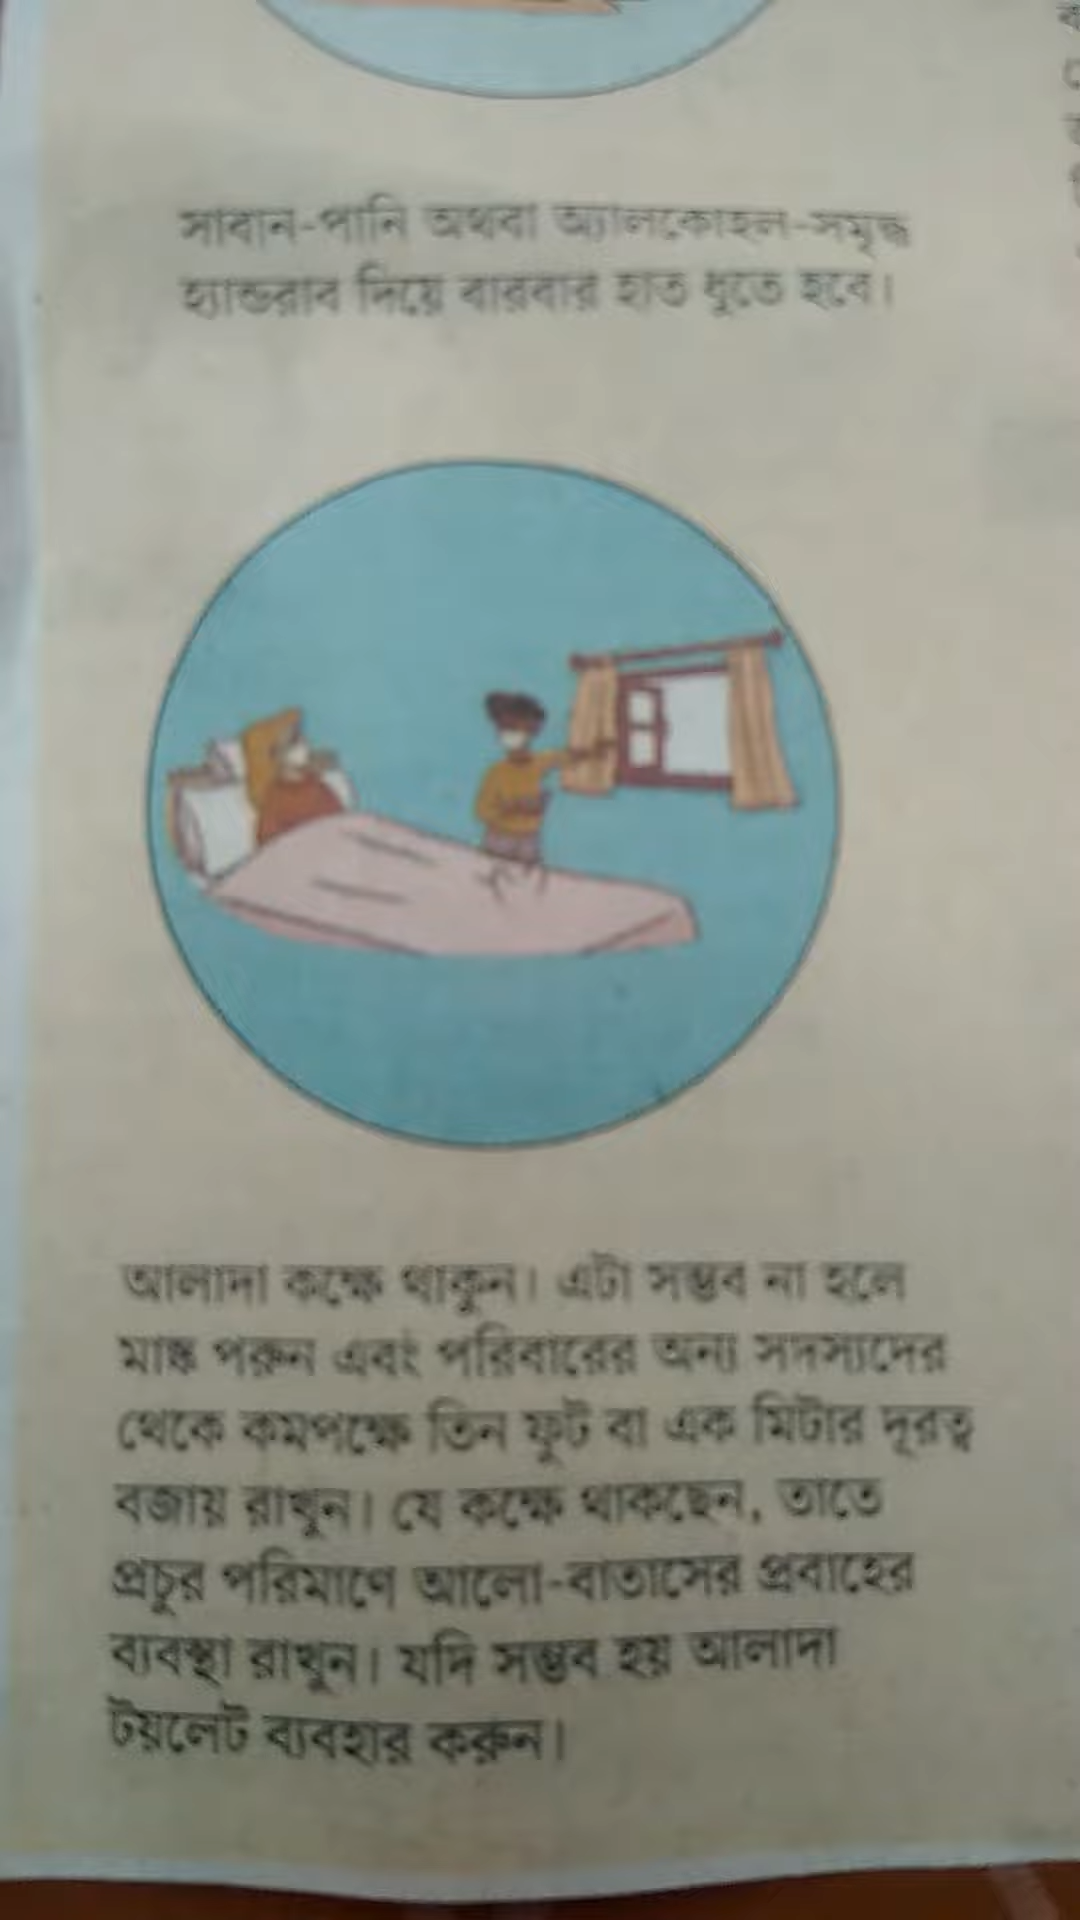 সাবান-পানি অথবা অ্যালকোহল-সমৃদ্ধ
হ্যান্ডরাব দিয়ে বারবার হাত ধুতে হবে।
আলাদা কক্ষে থাকুন। এটা সম্ভব না হলে
মাস্ক পরুন এবং পরিবারের অন্য সদস্যদের
থেকে কমপক্ষে তিন ফুট বা এক মিটার দূরত্ব
বজায় রাখুন। যে কক্ষে থাকছেন, তাতে
প্রচুর পরিমাণে আলো-বাতাসের প্রবাহের
ব্যবস্থা রাখুন। যদি সম্ভব হয় আলাদা
টয়লেট ব্যবহার করুন।